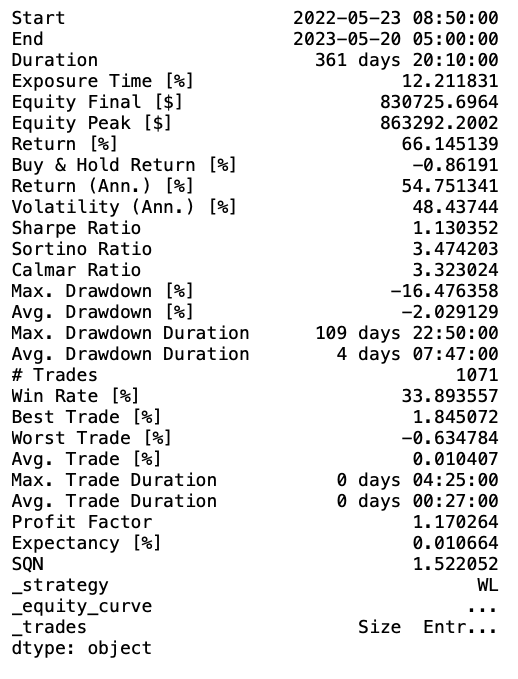 Start 2022-05-23 08:50:00
End 2023-05-20 05:00:00
Duration 361 days 20:10:00
Exposure Time [%] 12.211831
Equity Final [$] 830725.6964
Equity Peak [$] 863292.2002
Return [%] 66.145139
Buy & Hold Return [%] -0.86191
Return (Ann.) [%] 54.751341
Volatility (Ann.) [%] 48.43744
Sharpe Ratio 1.130352
Sortino Ratio 3.474203
Calmar Ratio 3.323024
Max. Drawdown [%] -16.476358
Avg. Drawdown [%] -2.029129
Max. Drawdown Duration 109 days 22:50:00
Avg. Drawdown Duration 4 days 07:47:00
# Trades 1071
Win Rate [%] 33.893557
Best Trade [%] 1.845072
Worst Trade [%] -0.634784
Avg. Trade [%] 0.010407
Max. Trade Duration 0 days 04:25:00
Avg. Trade Duration 0 days 00:27:00
Profit Factor 1.170264
Expectancy [%] 0.010664
SQN 1.522052
_strategy WL
_equity_curve ...
_trades Size Entr...
dtype: object